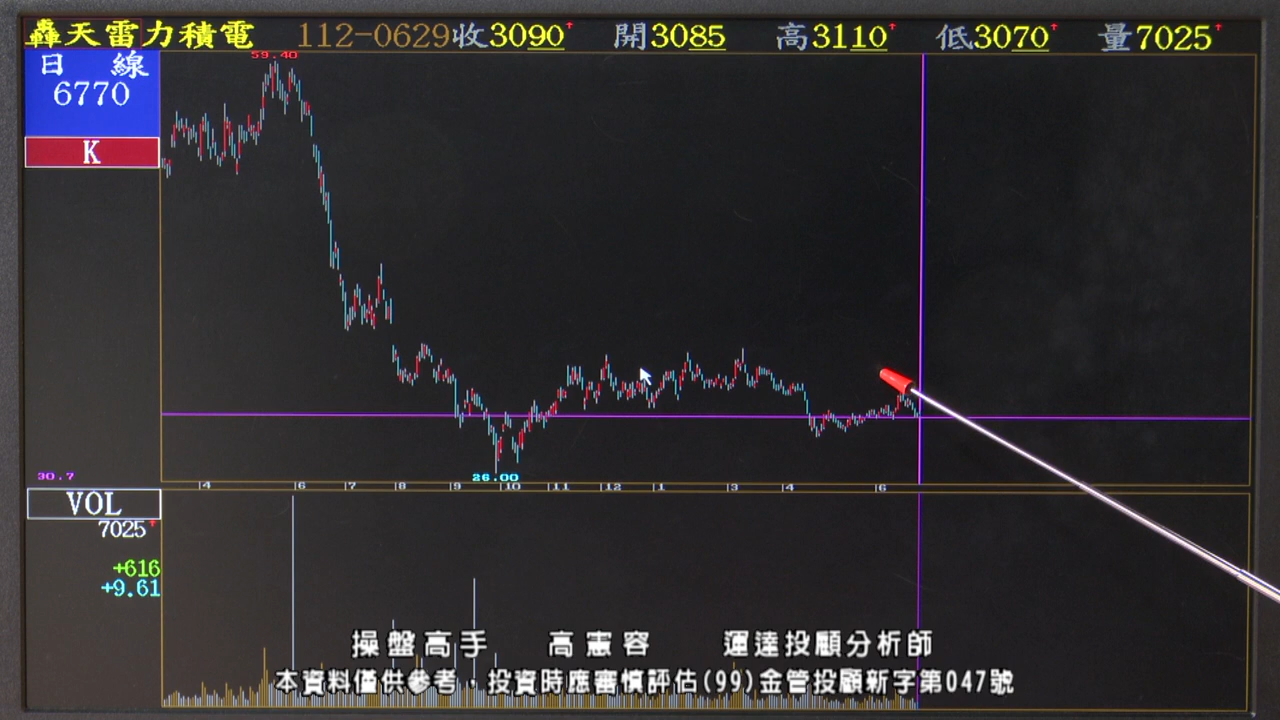 轟天雷力積電 112-0629收3090↑ 開3085 高3110↑ 低3070↑ 量7025↑
日 線
6770
K
59.40
30.7
26.00
4 6 7 8 9 10 11 12 1 3 4 6
VOL
7025↑
+616
+9.61
操盤高手 高憲容 運達投顧分析師
本資料僅供參考，投資時應審慎評估(99)金管投顧新字第047號